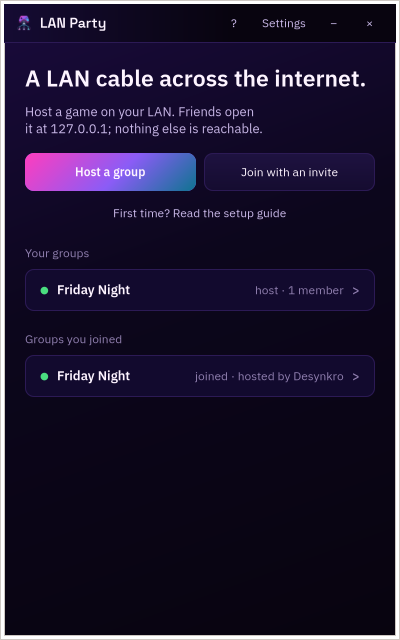 LAN Party
? Settings – ×
A LAN cable across the internet.
Host a game on your LAN. Friends open
it at 127.0.0.1; nothing else is reachable.
Host a group
Join with an invite
First time? Read the setup guide
Your groups
Friday Night host · 1 member >
Groups you joined
Friday Night joined · hosted by Desynkro >